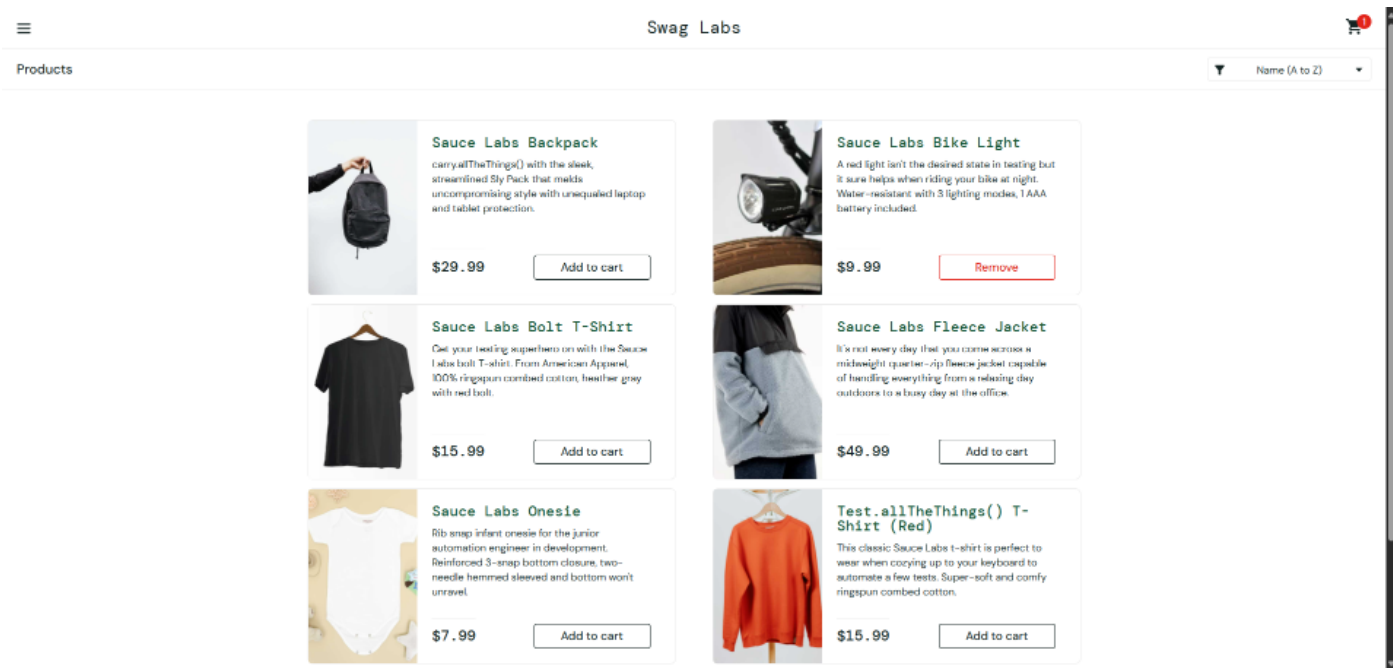 Swag Labs
1
Products
Name (A to Z)
Sauce Labs Backpack
carry.allTheThings() with the sleek,
streamlined Sly Pack that melds
uncompromising style with unequaled laptop
and tablet protection.
$29.99
Add to cart
Sauce Labs Bike Light
A red light isn't the desired state in testing but
it sure helps when riding your bike at night.
Water-resistant with 3 lighting modes, 1 AAA
battery included.
$9.99
Remove
Sauce Labs Bolt T-Shirt
Get your testing superhero on with the Sauce
Labs bolt T-shirt. From American Apparel,
100% ringspun combed cotton, heather gray
with red bolt.
$15.99
Add to cart
Sauce Labs Fleece Jacket
It's not every day that you come across a
midweight quarter-zip fleece jacket capable
of handling everything from a relaxing day
outdoors to a busy day at the office.
$49.99
Add to cart
Sauce Labs Onesie
Rib snap infant onesie for the junior
automation engineer in development.
Reinforced 3-snap bottom closure, two-
needle hemmed sleeved and bottom won't
unravel.
$7.99
Add to cart
Test.allTheThings() T-
Shirt (Red)
This classic Sauce Labs t-shirt is perfect to
wear when cozying up to your keyboard to
automate a few tests. Super-soft and comfy
ringspun combed cotton.
$15.99
Add to cart